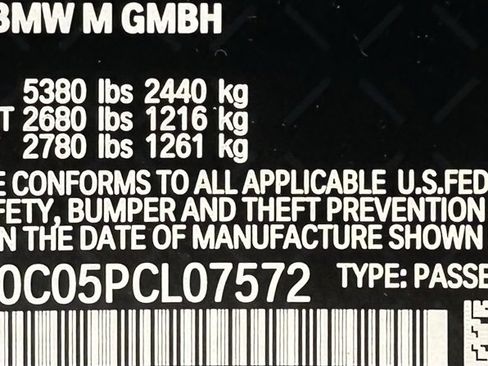 BMW M GMBH
5380 lbs 2440 kg
T 2680 lbs 1216 kg
2780 lbs 1261 kg
E CONFORMS TO ALL APPLICABLE U.S.FED
FETY, BUMPER AND THEFT PREVENTION
N THE DATE OF MANUFACTURE SHOWN
0C05PCL07572 TYPE: PASSE